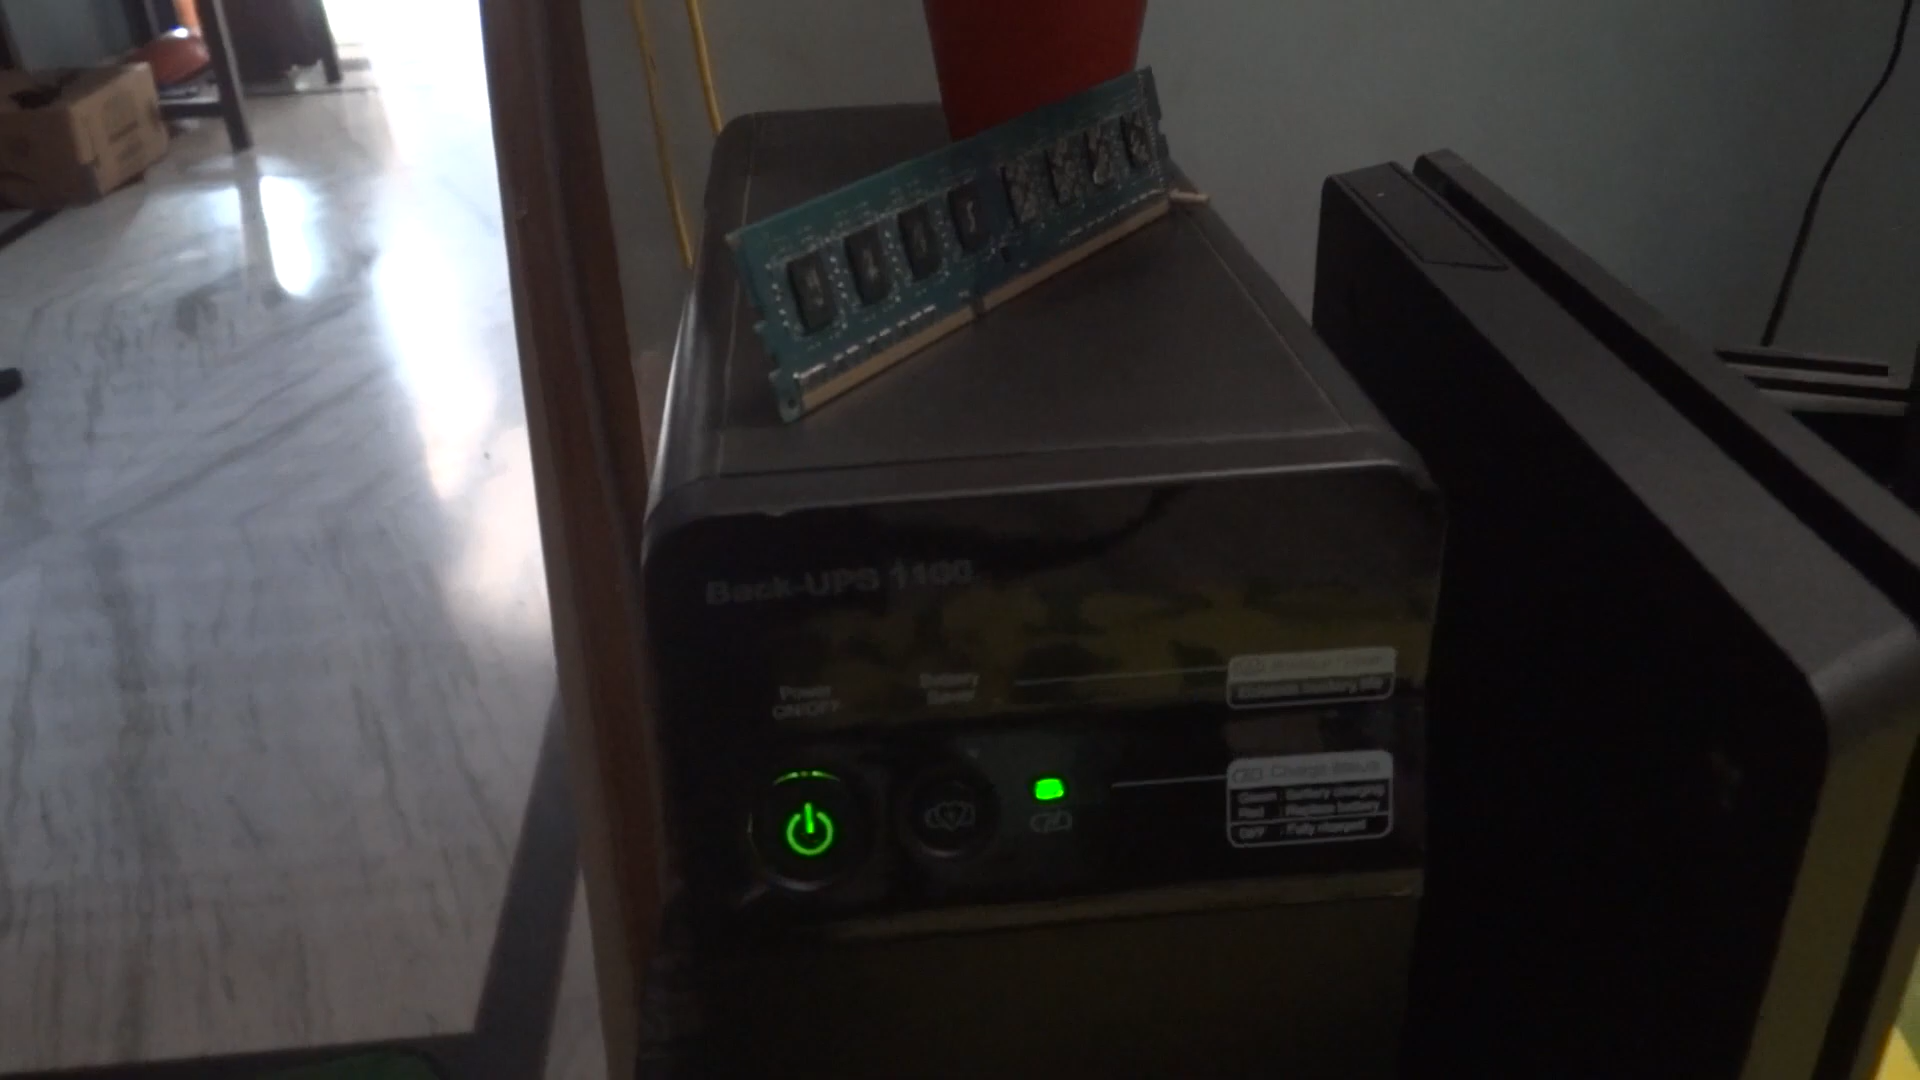 Back-UPS 1100
Power
ON/OFF
Battery
Saver
Charge Status
Green : Battery charging
Red : Replace battery
OFF : Fully charged